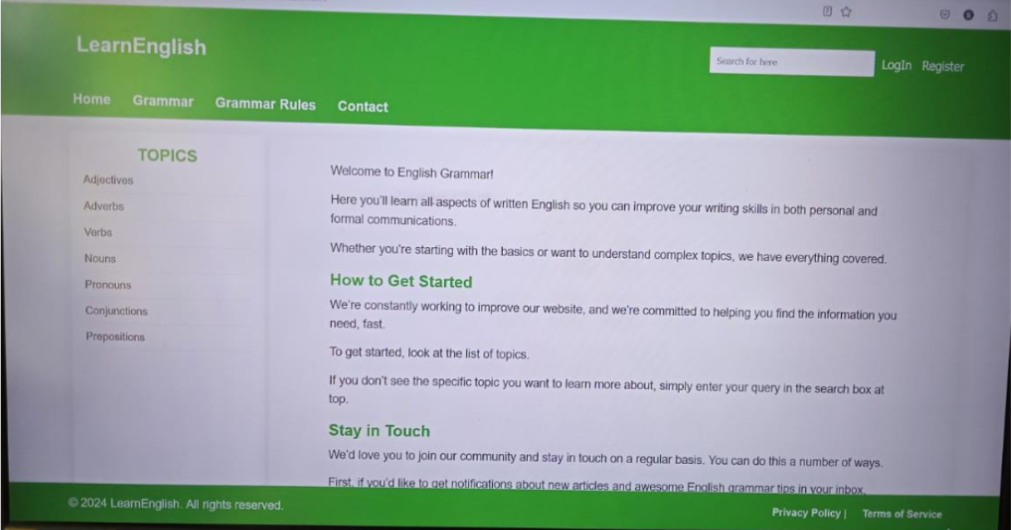 LearnEnglish
Search for here
LogIn Register
Home Grammar Grammar Rules Contact
TOPICS
Adjectives
Adverbs
Verbs
Nouns
Pronouns
Conjunctions
Prepositions
Welcome to English Grammar!
Here you'll learn all aspects of written English so you can improve your writing skills in both personal and
formal communications.
Whether you're starting with the basics or want to understand complex topics, we have everything covered.
How to Get Started
We're constantly working to improve our website, and we're committed to helping you find the information you
need, fast.
To get started, look at the list of topics.
If you don't see the specific topic you want to learn more about, simply enter your query in the search box at
top.
Stay in Touch
We'd love you to join our community and stay in touch on a regular basis. You can do this a number of ways.
First, if you'd like to get notifications about new articles and awesome English grammar tips in your inbox,
© 2024 LearnEnglish. All rights reserved.
Privacy Policy | Terms of Service